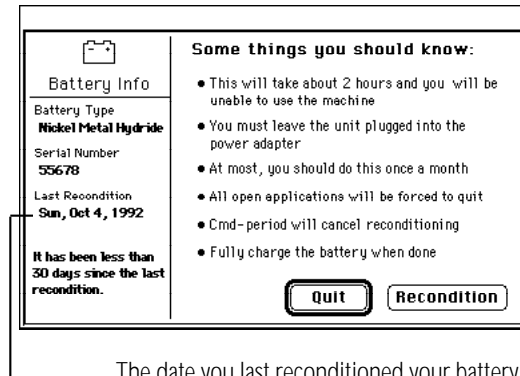 Battery Info
Battery Type
Nickel Metal Hydride
Serial Number
55678
Last Recondition
Sun, Oct 4, 1992
It has been less than
30 days since the last
recondition.
Some things you should know:
• This will take about 2 hours and you will be
unable to use the machine
• You must leave the unit plugged into the
power adapter
• At most, you should do this once a month
• All open applications will be forced to quit
• Cmd-period will cancel reconditioning
• Fully charge the battery when done
Quit
Recondition
The date you last reconditioned your battery